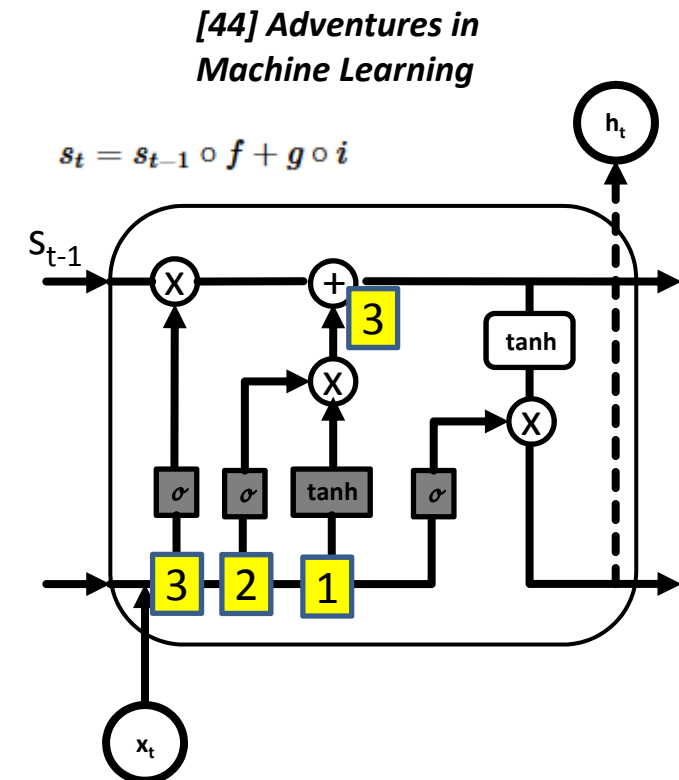 [44] Adventures in
Machine Learning
h_t
s_t = s_{t−1} ∘ f + g ∘ i
S_{t-1}
x
+
3
tanh
x
x
σ
σ
tanh
σ
3
2
1
x_t